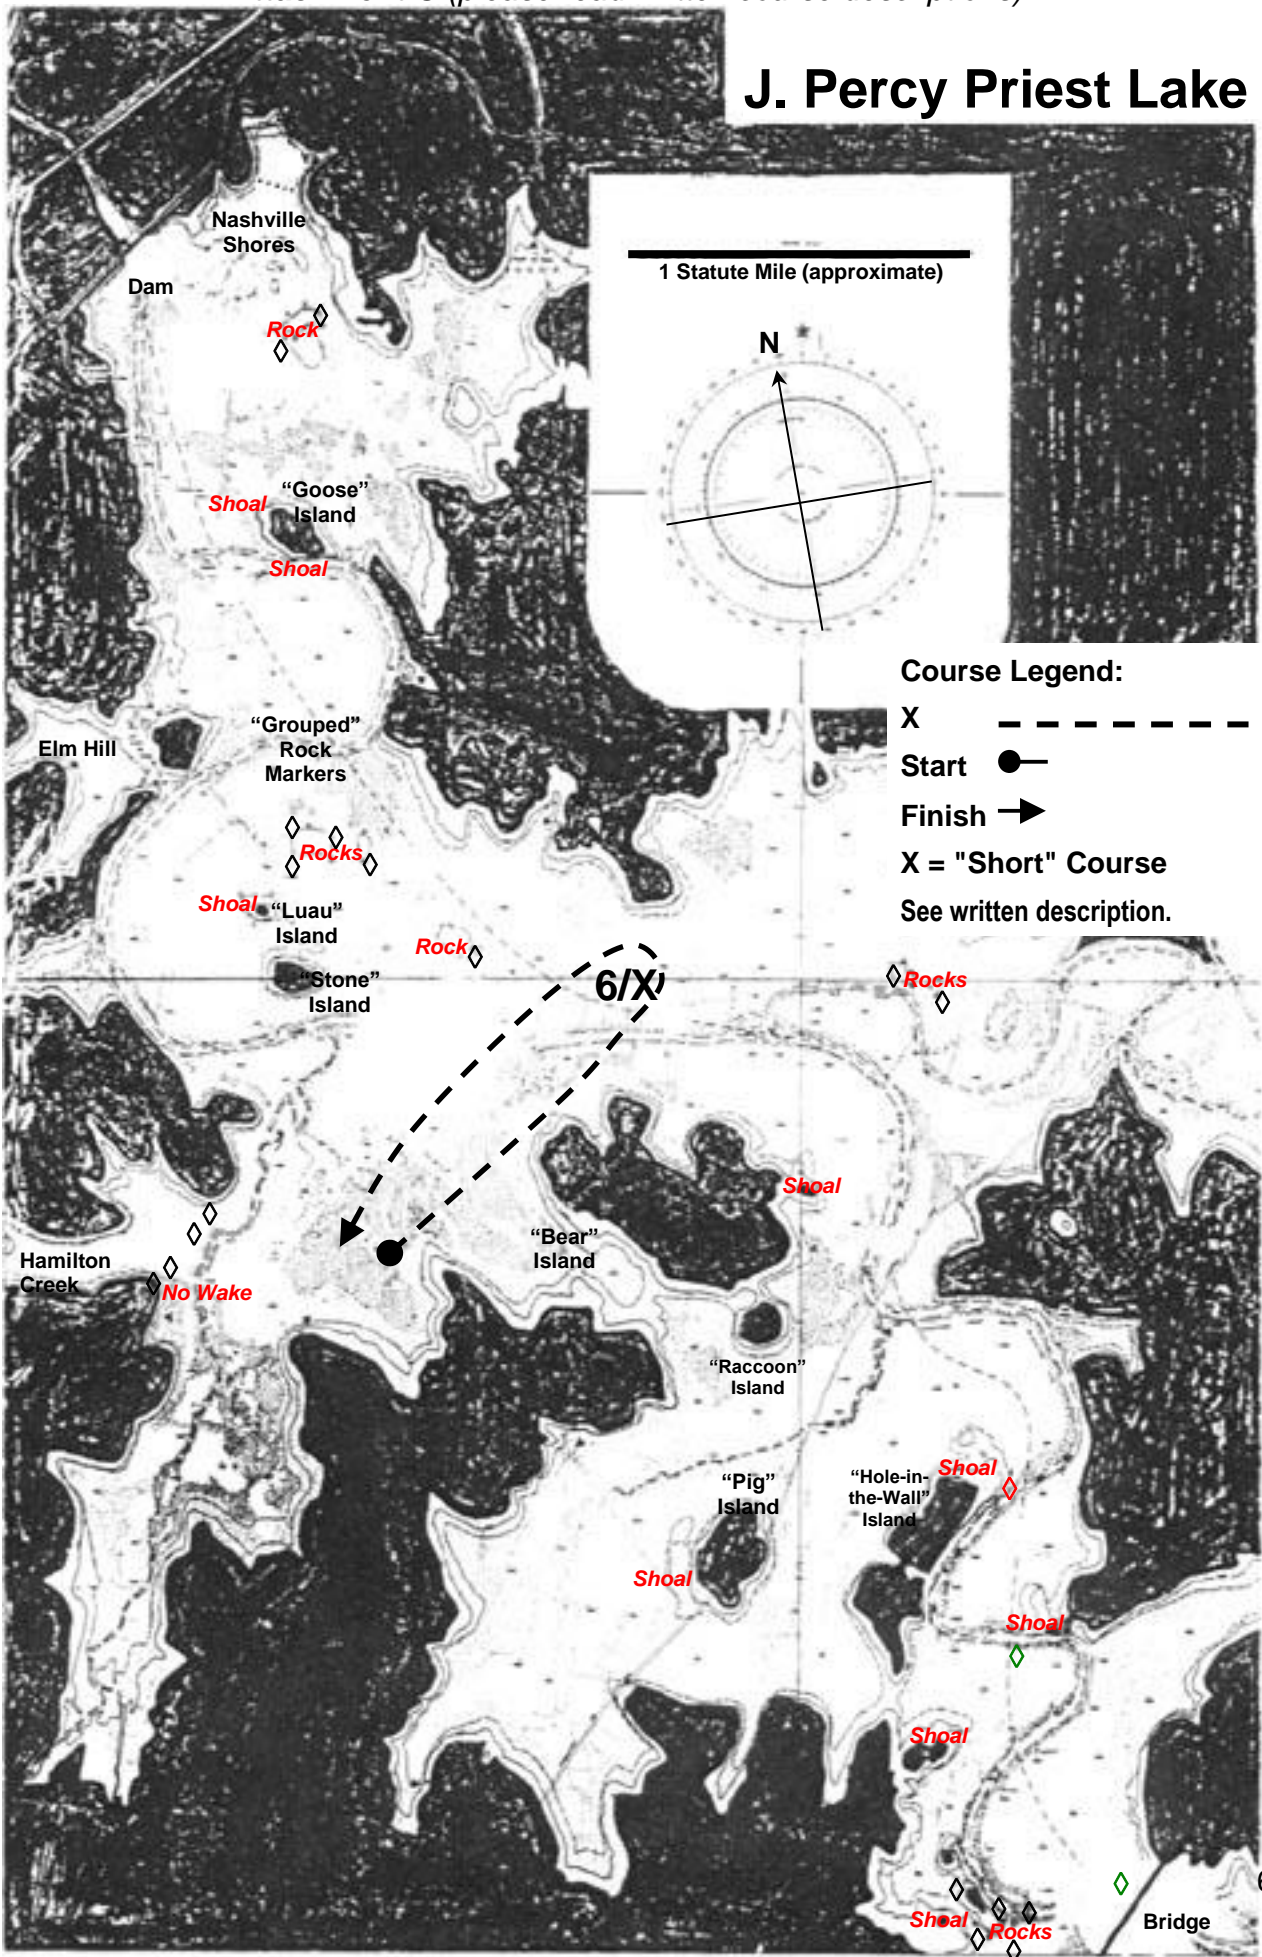 J. Percy Priest Lake
Nashville
Shores
1 Statute Mile (approximate)
Dam
Rock
N
"Goose"
Island
Shoal
Shoal
Course Legend:
X
Start
Finish
X = "Short" Course
See written description.
"Grouped"
Rock
Markers
Elm Hill
Rocks
Shoal
"Luau"
Island
Rock
"Stone"
Island
6/X
Rocks
Shoal
"Bear"
Island
Hamilton
Creek
No Wake
"Raccoon"
Island
"Pig"
Island
"Hole-in-
the-Wall"
Island
Shoal
Shoal
Shoal
Shoal
Shoal
Rocks
Bridge